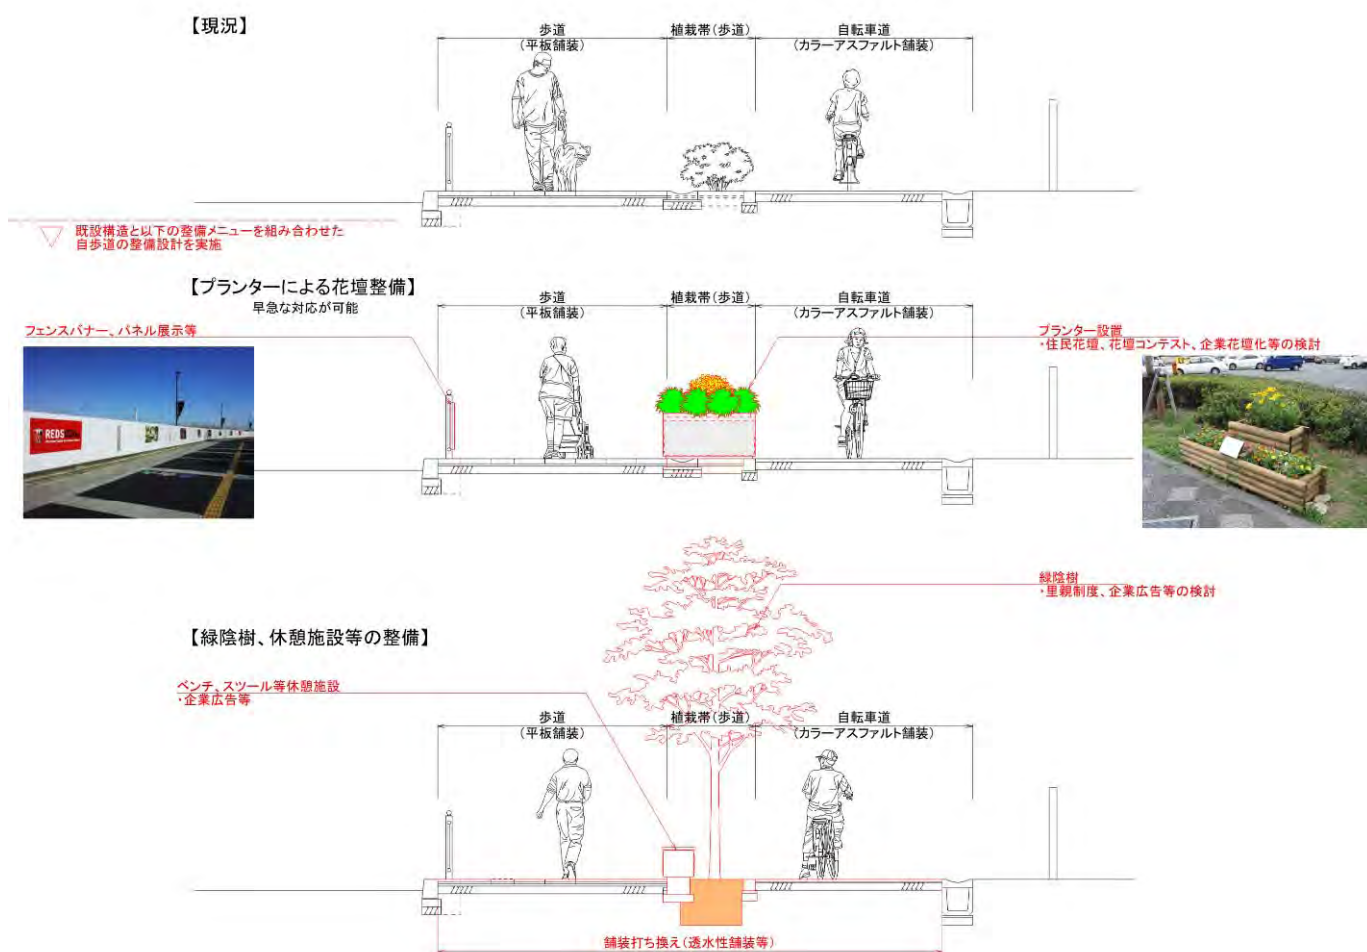 【現況】
歩道
(平板舗装)
植栽帯(歩道)
自転車道
(カラーアスファルト舗装)
既設構造と以下の整備メニューを組み合わせた
自歩道の整備設計を実施
【プランターによる花壇整備】
早急な対応が可能
歩道
(平板舗装)
植栽帯(歩道)
自転車道
(カラーアスファルト舗装)
フェンスバナー、パネル展示等
プランター設置
・住民花壇、花壇コンテスト、企業花壇化等の検討
REDS
緑陰樹
・里親制度、企業広告等の検討
【緑陰樹、休憩施設等の整備】
ベンチ、スツール等休憩施設
・企業広告等
歩道
(平板舗装)
植栽帯(歩道)
自転車道
(カラーアスファルト舗装)
舗装打ち換え(透水性舗装等)